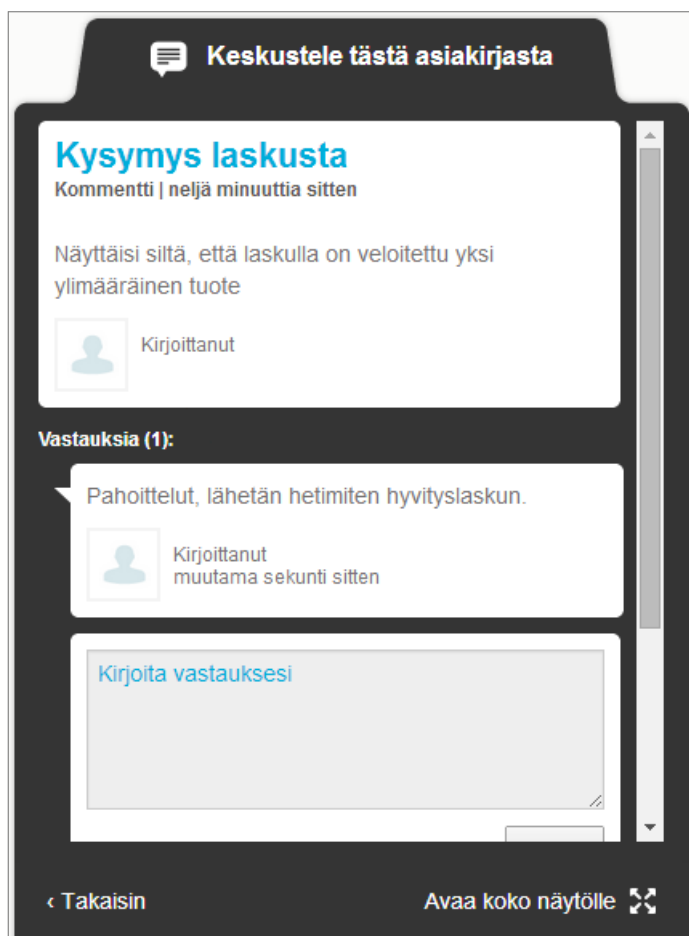 Keskustele tästä asiakirjasta
Kysymys laskusta
Kommentti | neljä minuuttia sitten
Näyttäisi siltä, että laskulla on veloitettu yksi
ylimääräinen tuote
Kirjoittanut
Vastauksia (1):
Pahoittelut, lähetän hetimiten hyvityslaskun.
Kirjoittanut
muutama sekunti sitten
Kirjoita vastauksesi
‹ Takaisin
Avaa koko näytölle